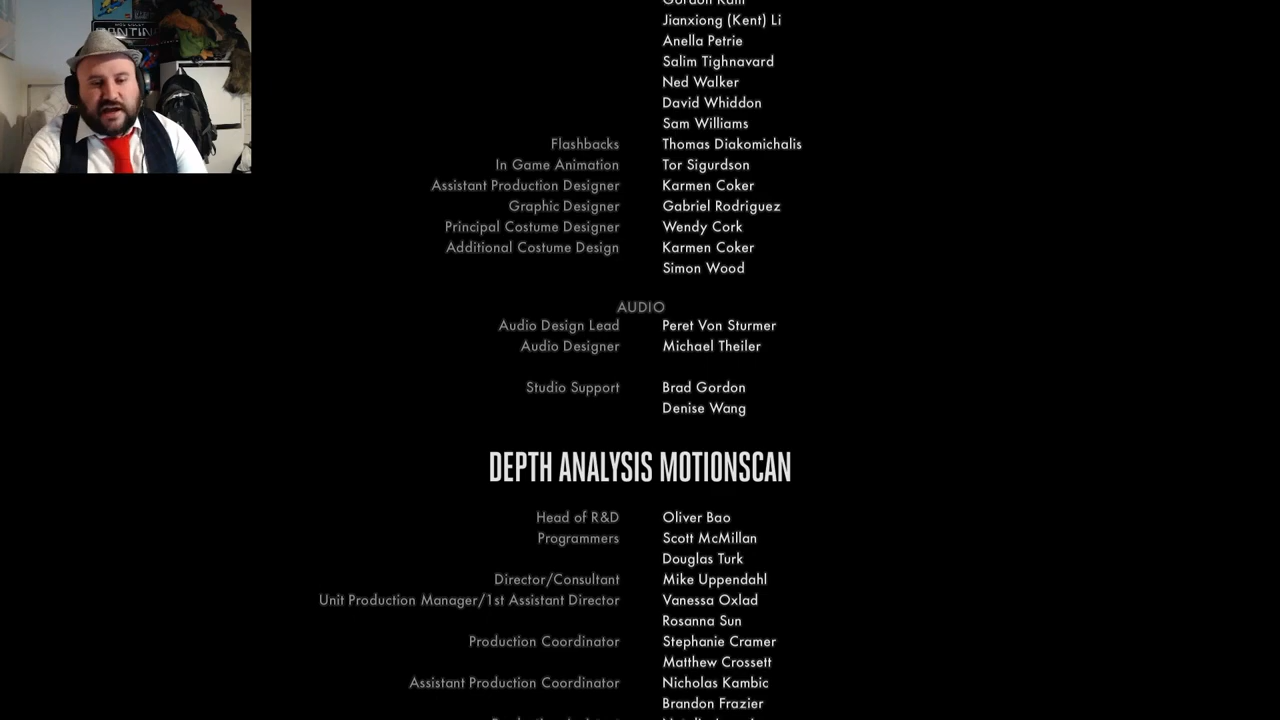 Jianxiong (Kent) Li
Anella Petrie
Salim Tighnavard
Ned Walker
David Whiddon
Sam Williams
Flashbacks Thomas Diakomichalis
In Game Animation Tor Sigurdson
Assistant Production Designer Karmen Coker
Graphic Designer Gabriel Rodriguez
Principal Costume Designer Wendy Cork
Additional Costume Design Karmen Coker
Simon Wood
AUDIO
Audio Design Lead Peret Von Sturmer
Audio Designer Michael Theiler
Studio Support Brad Gordon
Denise Wang
DEPTH ANALYSIS MOTIONSCAN
Head of R&D Oliver Bao
Programmers Scott McMillan
Douglas Turk
Director/Consultant Mike Uppendahl
Unit Production Manager/1st Assistant Director Vanessa Oxlad
Rosanna Sun
Production Coordinator Stephanie Cramer
Matthew Crossett
Assistant Production Coordinator Nicholas Kambic
Brandon Frazier